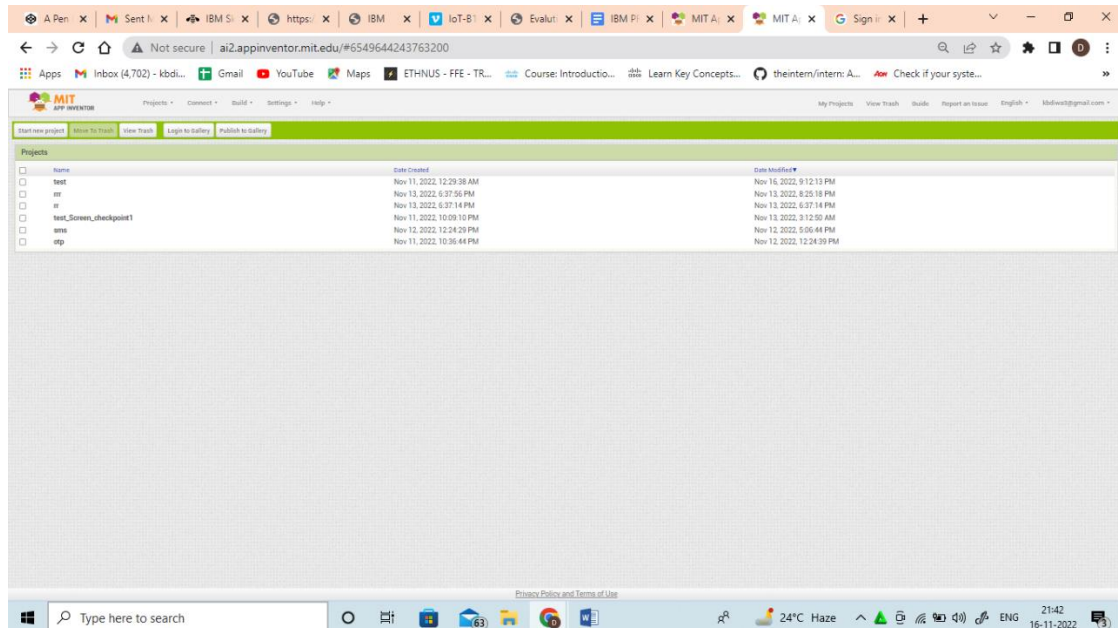 A Pen Sent IBM Sk https:/ IBM IoT-B1 Evaluti IBM PI MIT A MIT A Sign in
Not secure | ai2.appinventor.mit.edu/#6549644243763200
Apps Inbox (4,702) - kbdi... Gmail YouTube Maps ETHNUS - FFE - TR... Course: Introductio... Learn Key Concepts... theintern/intern: A... Check if your syste... »
MIT
APP INVENTOR
Projects Connect Build Settings Help My Projects View Trash Guide Report an Issue English
Start new project Move To Trash View Trash Login to Gallery Publish to Gallery
Projects
Name Date Created Date Modified▼
test Nov 11, 2022, 12:29:38 AM Nov 16, 2022, 9:12:13 PM
rrr Nov 13, 2022, 6:37:56 PM Nov 13, 2022, 8:25:18 PM
rr Nov 13, 2022, 6:37:14 PM Nov 13, 2022, 6:37:14 PM
test_Screen_checkpoint1 Nov 11, 2022, 10:09:10 PM Nov 13, 2022, 3:12:50 AM
sms Nov 12, 2022, 12:24:29 PM Nov 12, 2022, 5:06:44 PM
otp Nov 11, 2022, 10:36:44 PM Nov 12, 2022, 12:24:39 PM
Privacy Policy and Terms of Use
Type here to search 63 24°C Haze ENG 21:42
16-11-2022 3